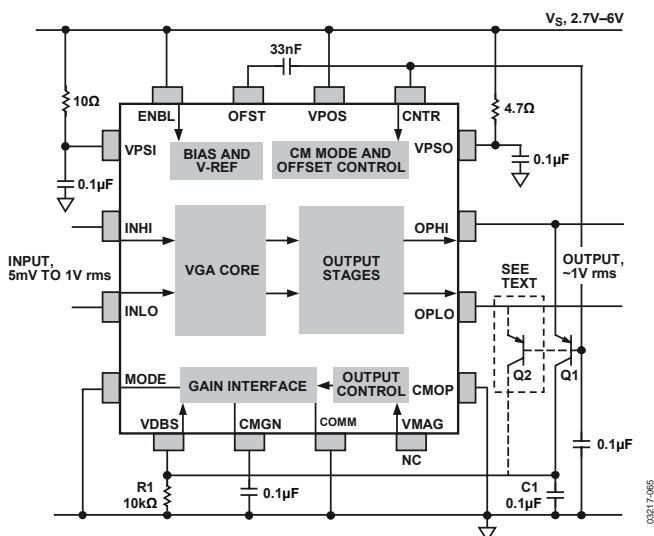 V_S, 2.7V–6V
33nF
10Ω
4.7Ω
ENBL
OFST
VPOS
CNTR
VPSI
BIAS AND
V-REF
CM MODE AND
OFFSET CONTROL
VPSO
0.1µF
0.1µF
INHI
OPHI
INPUT,
5mV TO 1V rms
VGA CORE
OUTPUT
STAGES
SEE
TEXT
OUTPUT,
~1V rms
INLO
OPLO
Q2
Q1
MODE
GAIN INTERFACE
OUTPUT
CONTROL
CMOP
VDBS
CMGN
COMM
VMAG
NC
0.1µF
R1
10kΩ
0.1µF
C1
0.1µF
03217-065